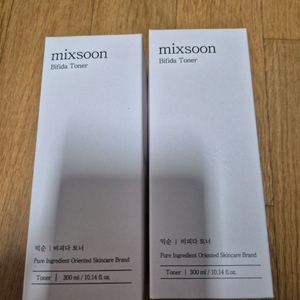 mixsoon
Bifida Toner
믹순 | 비피다 토너
Pure Ingredient Oriented Skincare Brand
Toner | 300 ml / 10.14 fl.oz.
mixsoon
Bifida Toner
믹순 | 비피다 토너
Pure Ingredient Oriented Skincare Brand
Toner | 300 ml / 10.14 fl.oz.